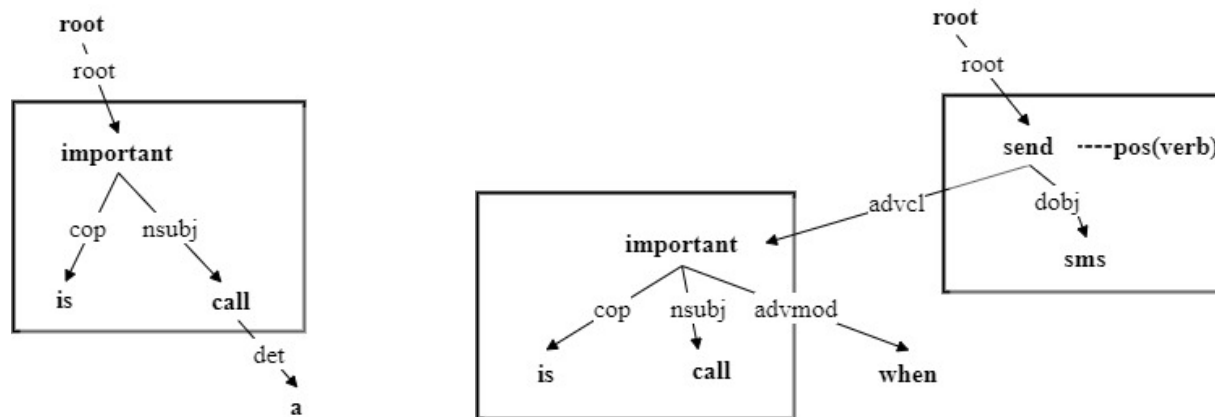 root
root
important
cop
nsubj
is
call
det
a
root
root
send ----pos(verb)
advcl
dobj
sms
important
cop
nsubj
advmod
is
call
when